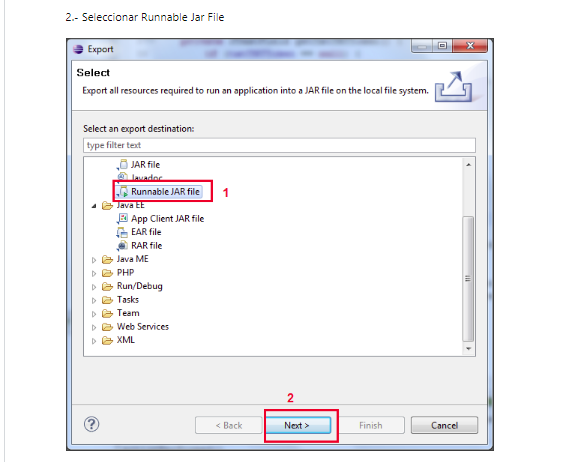 2.- Seleccionar Runnable Jar File
Export
Select
Export all resources required to run an application into a JAR file on the local file system.
Select an export destination:
type filter text
JAR file
Javadoc
Runnable JAR file 1
Java EE
App Client JAR file
EAR file
RAR file
Java ME
PHP
Run/Debug
Tasks
Team
Web Services
XML
2
< Back Next > Finish Cancel